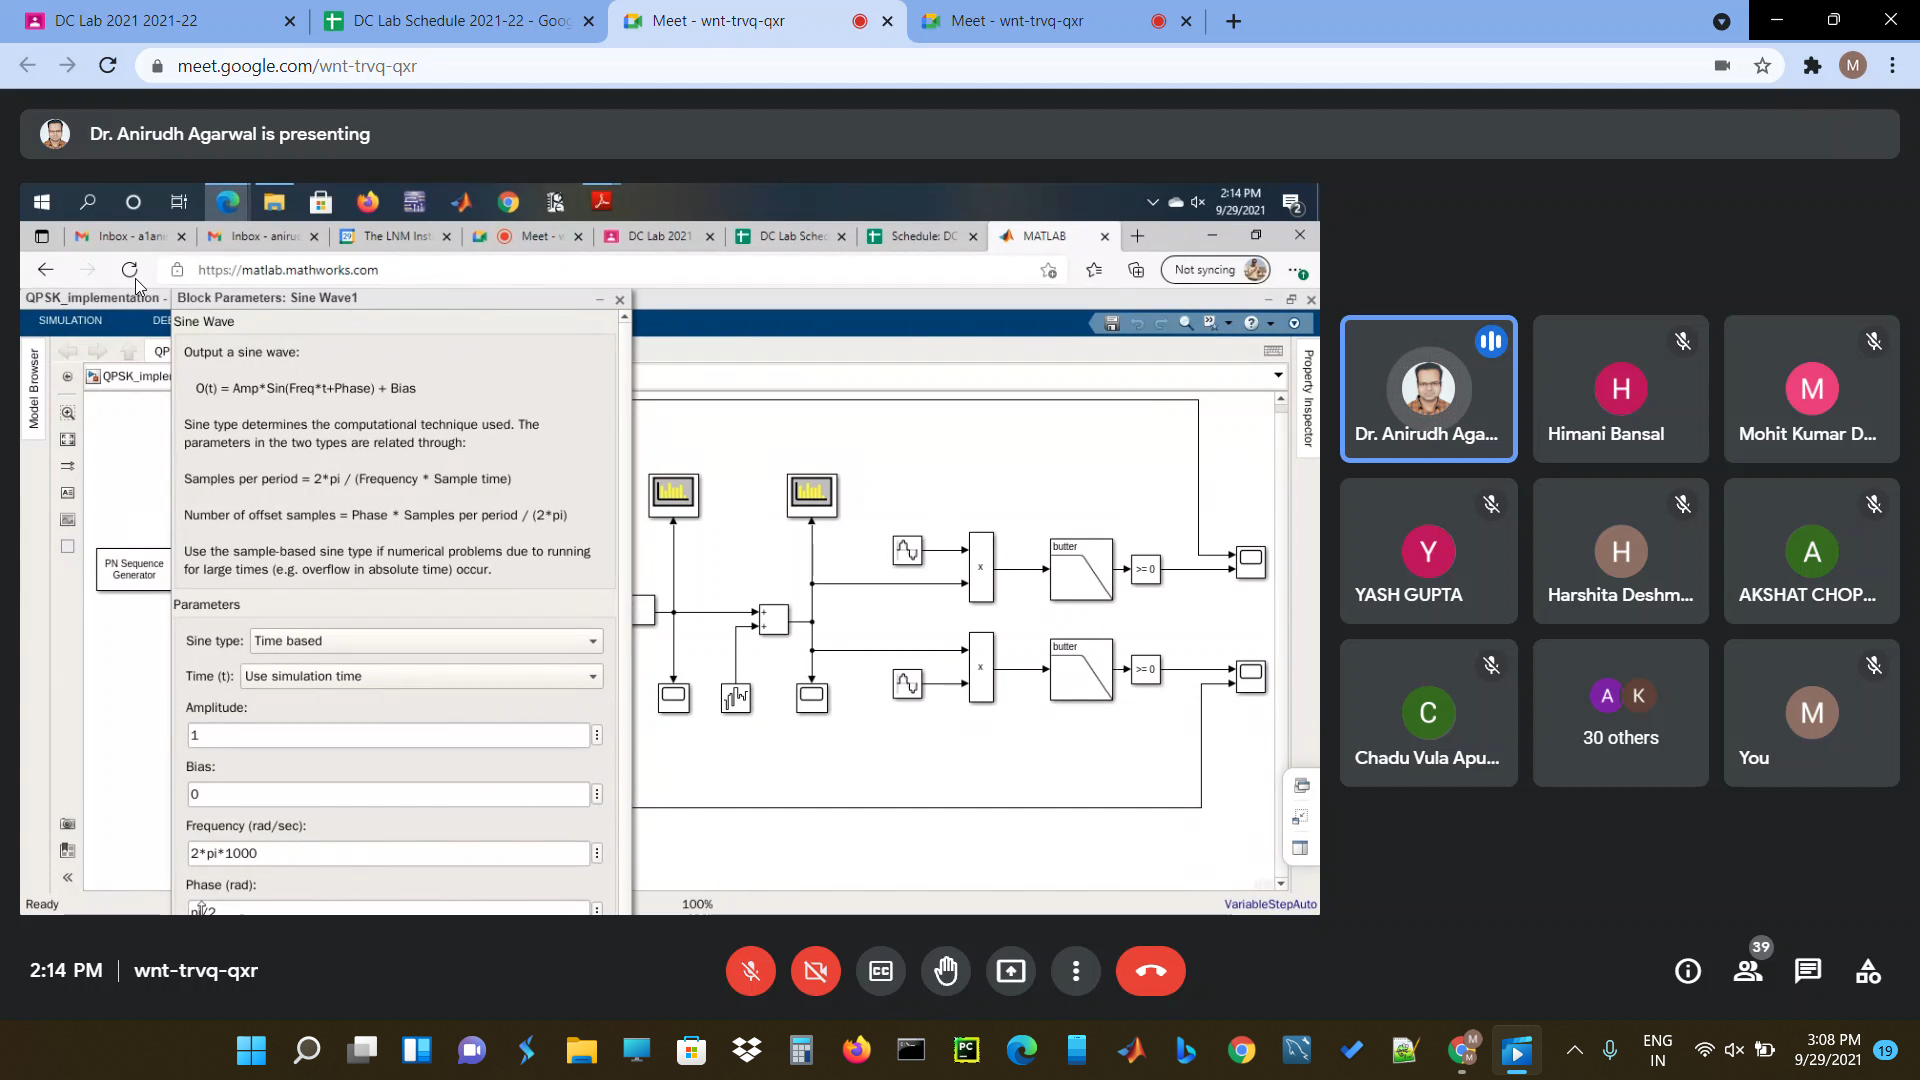 DC Lab 2021 2021-22
DC Lab Schedule 2021-22 - Goog
Meet - wnt-trvq-qxr
Meet - wnt-trvq-qxr
meet.google.com/wnt-trvq-qxr
M
Dr. Anirudh Agarwal is presenting
2:14 PM
9/29/2021
2
Inbox - a1ani
Inbox - anirud
The LNM Inst
Meet - w
DC Lab 2021
DC Lab Sched
Schedule: DC
MATLAB
https://matlab.mathworks.com
Not syncing
QPSK_implementation -
Block Parameters: Sine Wave1
SIMULATION
DE
Sine Wave
Output a sine wave:
O(t) = Amp*Sin(Freq*t+Phase) + Bias
Sine type determines the computational technique used. The
parameters in the two types are related through:
Samples per period = 2*pi / (Frequency * Sample time)
Number of offset samples = Phase * Samples per period / (2*pi)
Use the sample-based sine type if numerical problems due to running
for large times (e.g. overflow in absolute time) occur.
Parameters
Sine type: Time based
Time (t): Use simulation time
Amplitude:
1
Bias:
0
Frequency (rad/sec):
2*pi*1000
Phase (rad):
pi/2
Model Browser
QP
QPSK_imple
PN Sequence
Generator
Property Inspector
x
butter
>= 0
x
butter
>= 0
Ready
100%
VariableStepAuto
Dr. Anirudh Aga...
H
Himani Bansal
M
Mohit Kumar D...
Y
YASH GUPTA
H
Harshita Deshm...
A
AKSHAT CHOP...
C
Chadu Vula Apu...
A
K
30 others
M
You
2:14 PM
wnt-trvq-qxr
CC
39
PC
ENG
IN
3:08 PM
9/29/2021
19